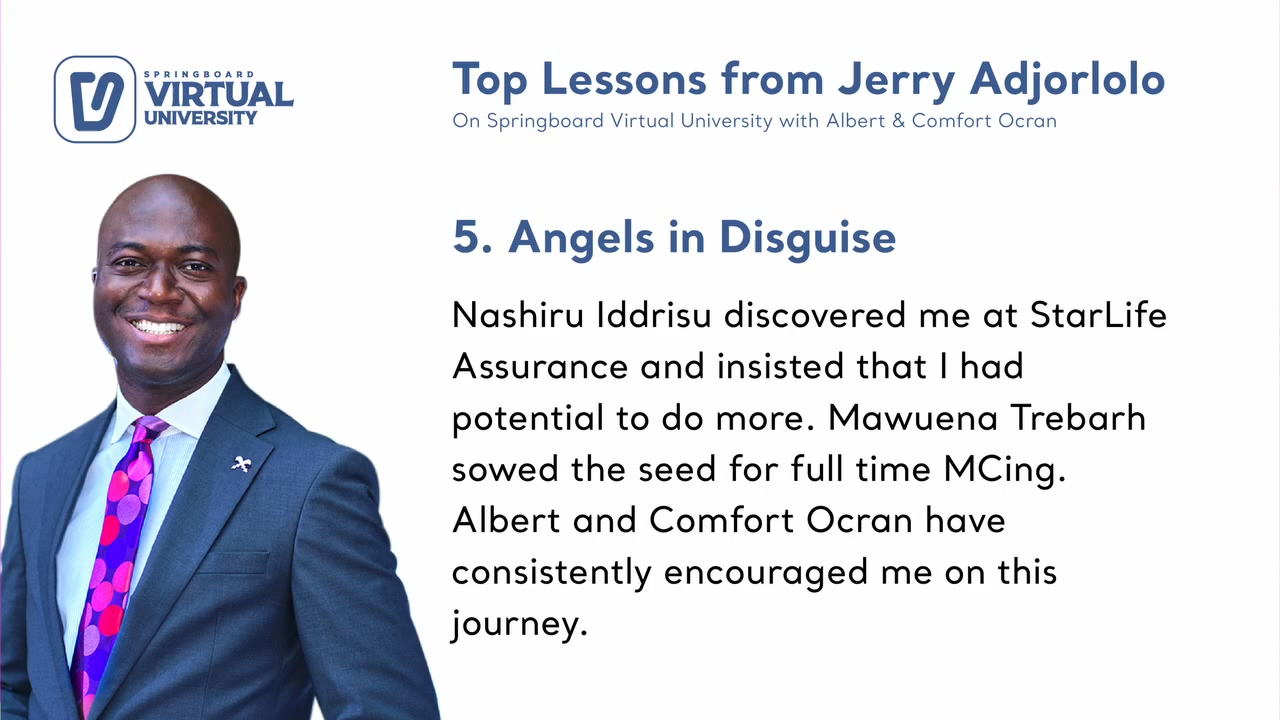 SPRINGBOARD
VIRTUAL
UNIVERSITY
Top Lessons from Jerry Adjorlolo
On Springboard Virtual University with Albert & Comfort Ocran
5. Angels in Disguise
Nashiru Iddrisu discovered me at StarLife
Assurance and insisted that I had
potential to do more. Mawuena Trebarh
sowed the seed for full time MCing.
Albert and Comfort Ocran have
consistently encouraged me on this
journey.